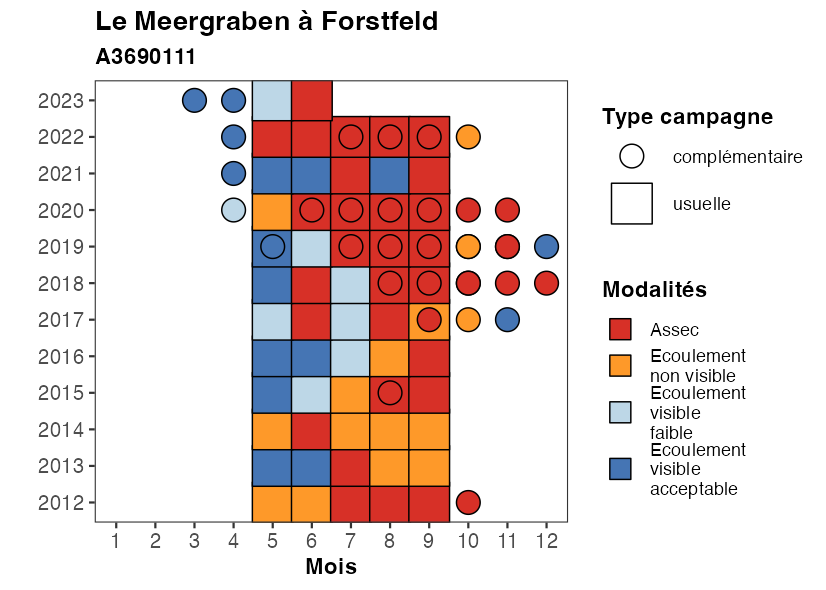 Le Meergraben à Forstfeld
A3690111
2023
2022
2021
2020
2019
2018
2017
2016
2015
2014
2013
2012
1 2 3 4 5 6 7 8 9 10 11 12
Mois
Type campagne
complémentaire
usuelle
Modalités
Assec
Ecoulement
non visible
Ecoulement
visible
faible
Ecoulement
visible
acceptable